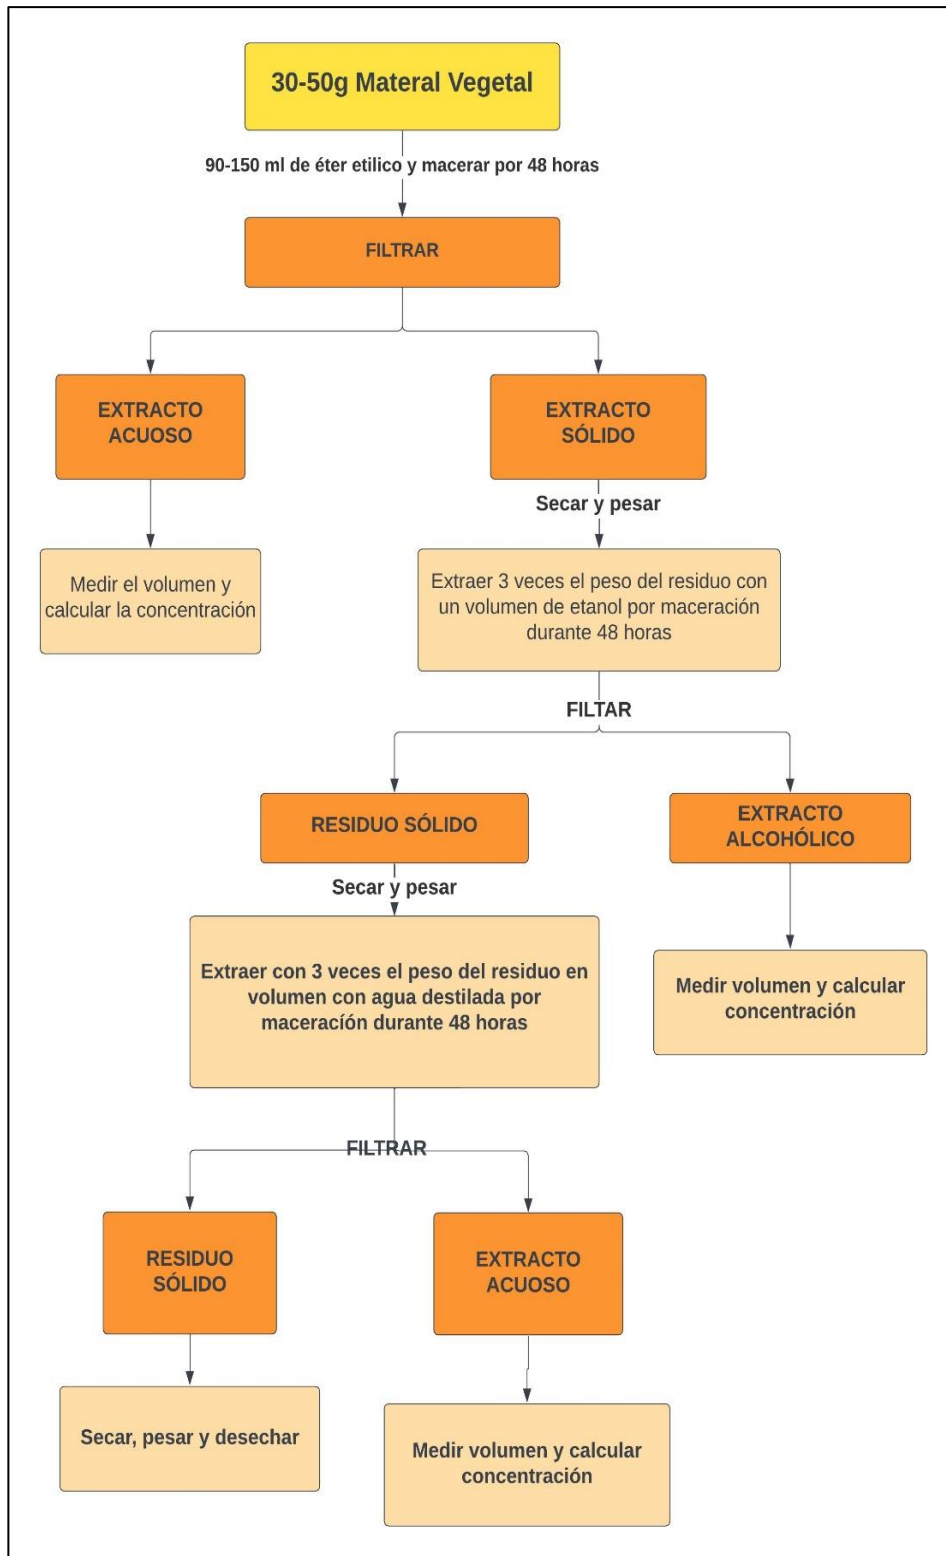 30-50g Materal Vegetal
90-150 ml de éter etilico y macerar por 48 horas
FILTRAR
EXTRACTO
ACUOSO
EXTRACTO
SÓLIDO
Secar y pesar
Medir el volumen y
calcular la concentración
Extraer 3 veces el peso del residuo con
un volumen de etanol por maceración
durante 48 horas
FILTAR
RESIDUO SÓLIDO
EXTRACTO
ALCOHÓLICO
Secar y pesar
Extraer con 3 veces el peso del residuo en
volumen con agua destilada por
maceracíón durante 48 horas
Medir volumen y calcular
concentración
FILTRAR
RESIDUO
SÓLIDO
EXTRACTO
ACUOSO
Secar, pesar y desechar
Medir volumen y calcular
concentración